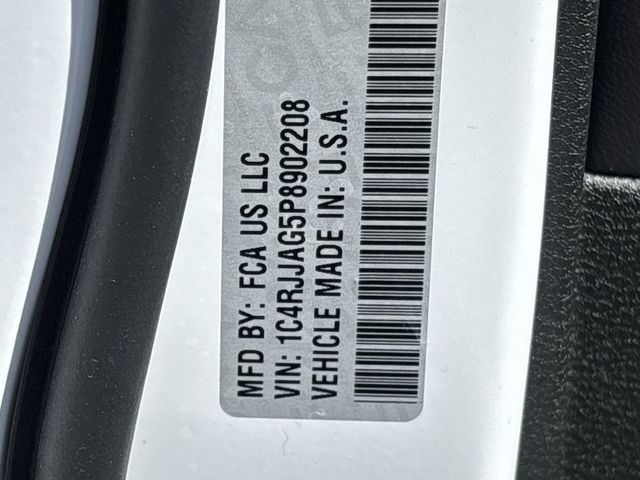 MFD BY: FCA US LLC
VIN: 1C4RJJAG5P8902208
VEHICLE MADE IN: U.S.A.